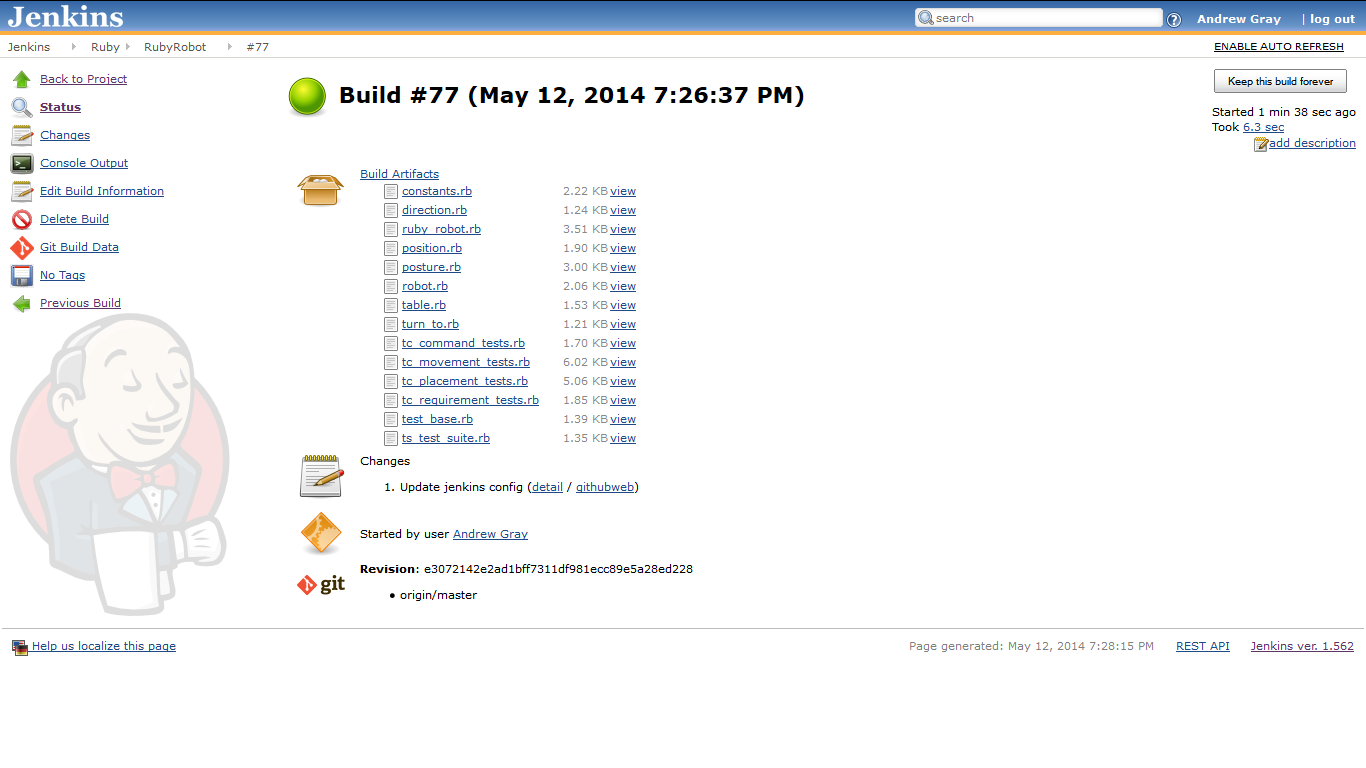 Jenkins
search
Andrew Gray | log out
Jenkins Ruby RubyRobot #77
ENABLE AUTO REFRESH
Back to Project
Status
Changes
Console Output
Edit Build Information
Delete Build
Git Build Data
No Tags
Previous Build
Build #77 (May 12, 2014 7:26:37 PM)
Keep this build forever
Started 1 min 38 sec ago
Took 6.3 sec
add description
Build Artifacts
constants.rb 2.22 KB view
direction.rb 1.24 KB view
ruby_robot.rb 3.51 KB view
position.rb 1.90 KB view
posture.rb 3.00 KB view
robot.rb 2.06 KB view
table.rb 1.53 KB view
turn_to.rb 1.21 KB view
tc_command_tests.rb 1.70 KB view
tc_movement_tests.rb 6.02 KB view
tc_placement_tests.rb 5.06 KB view
tc_requirement_tests.rb 1.85 KB view
test_base.rb 1.39 KB view
ts_test_suite.rb 1.35 KB view
Changes
1. Update jenkins config (detail / githubweb)
Started by user Andrew Gray
git
Revision: e3072142e2ad1bff7311df981ecc89e5a28ed228
• origin/master
Help us localize this page
Page generated: May 12, 2014 7:28:15 PM REST API Jenkins ver. 1.562